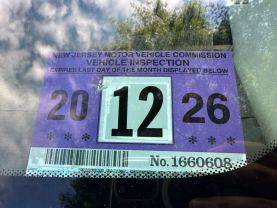 NEW JERSEY MOTOR VEHICLE COMMISSION
VEHICLE INSPECTION
EXPIRES LAST DAY OF THE MONTH DISPLAYED BELOW
20 12 26
No. 1660608